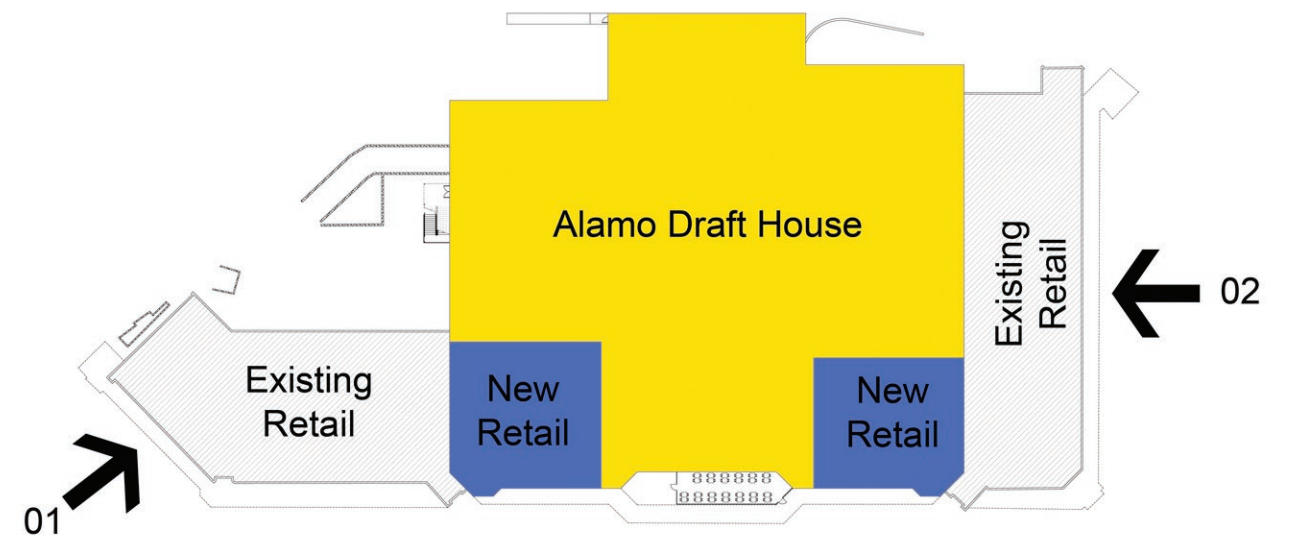 Alamo Draft House
Existing
Retail
02
Existing
Retail
New
Retail
New
Retail
01